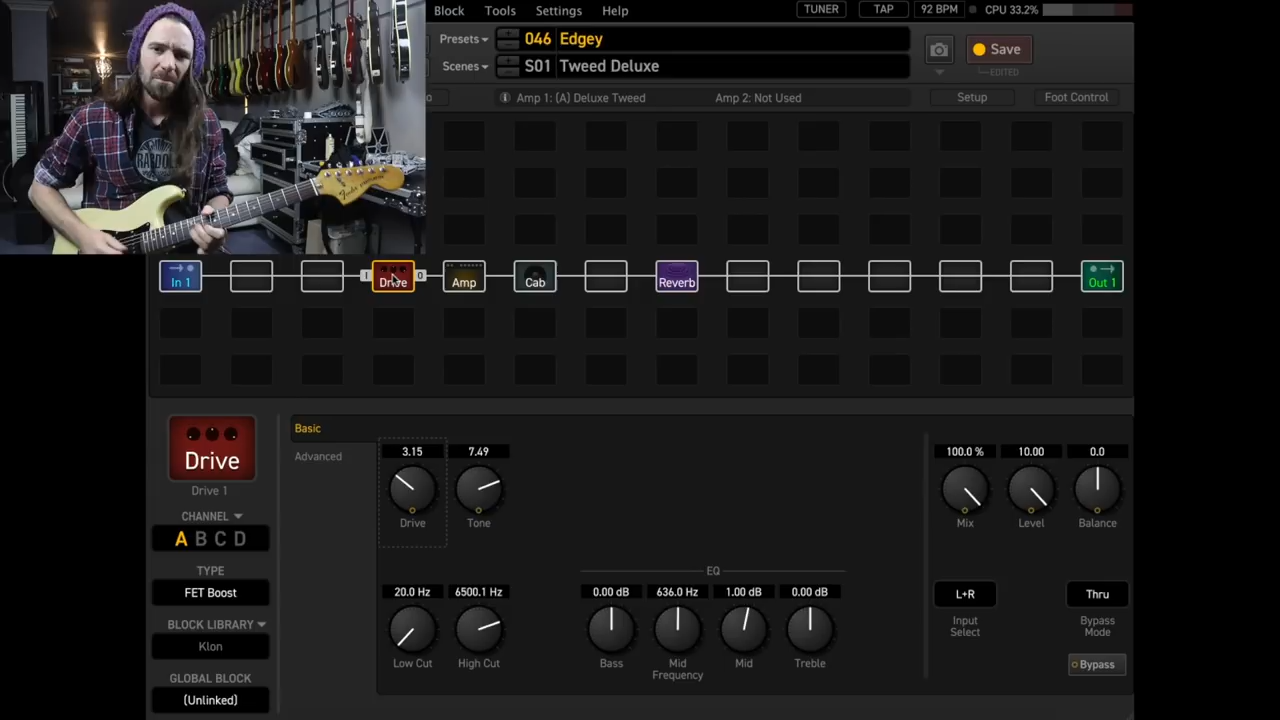 Block Tools Settings Help TUNER TAP 92 BPM CPU 33.2%
Presets 046 Edgey
Save
Scenes S01 Tweed Deluxe
EDITED
Amp 1: (A) Deluxe Tweed Amp 2: Not Used Setup Foot Control
In 1 I Drive O Amp Cab Reverb Out 1
Drive
Drive 1
CHANNEL
A B C D
TYPE
FET Boost
BLOCK LIBRARY
Klon
GLOBAL BLOCK
(Unlinked)
Basic
Advanced
3.15 7.49
Drive Tone
20.0 Hz 6500.1 Hz
Low Cut High Cut
EQ
0.00 dB 636.0 Hz 1.00 dB 0.00 dB
Bass Mid Frequency Mid Treble
100.0 % 10.00 0.0
Mix Level Balance
L+R Thru
Input Select Bypass Mode
Bypass